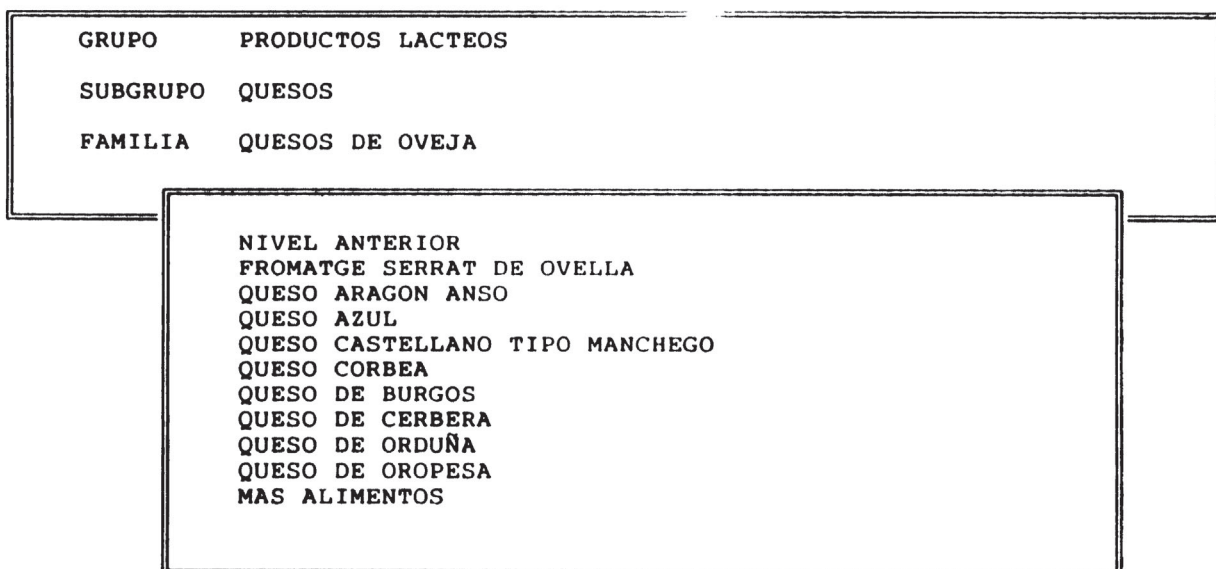 GRUPO PRODUCTOS LACTEOS
SUBGRUPO QUESOS
FAMILIA QUESOS DE OVEJA
NIVEL ANTERIOR
FROMATGE SERRAT DE OVELLA
QUESO ARAGON ANSO
QUESO AZUL
QUESO CASTELLANO TIPO MANCHEGO
QUESO CORBEA
QUESO DE BURGOS
QUESO DE CERBERA
QUESO DE ORDUÑA
QUESO DE OROPESA
MAS ALIMENTOS